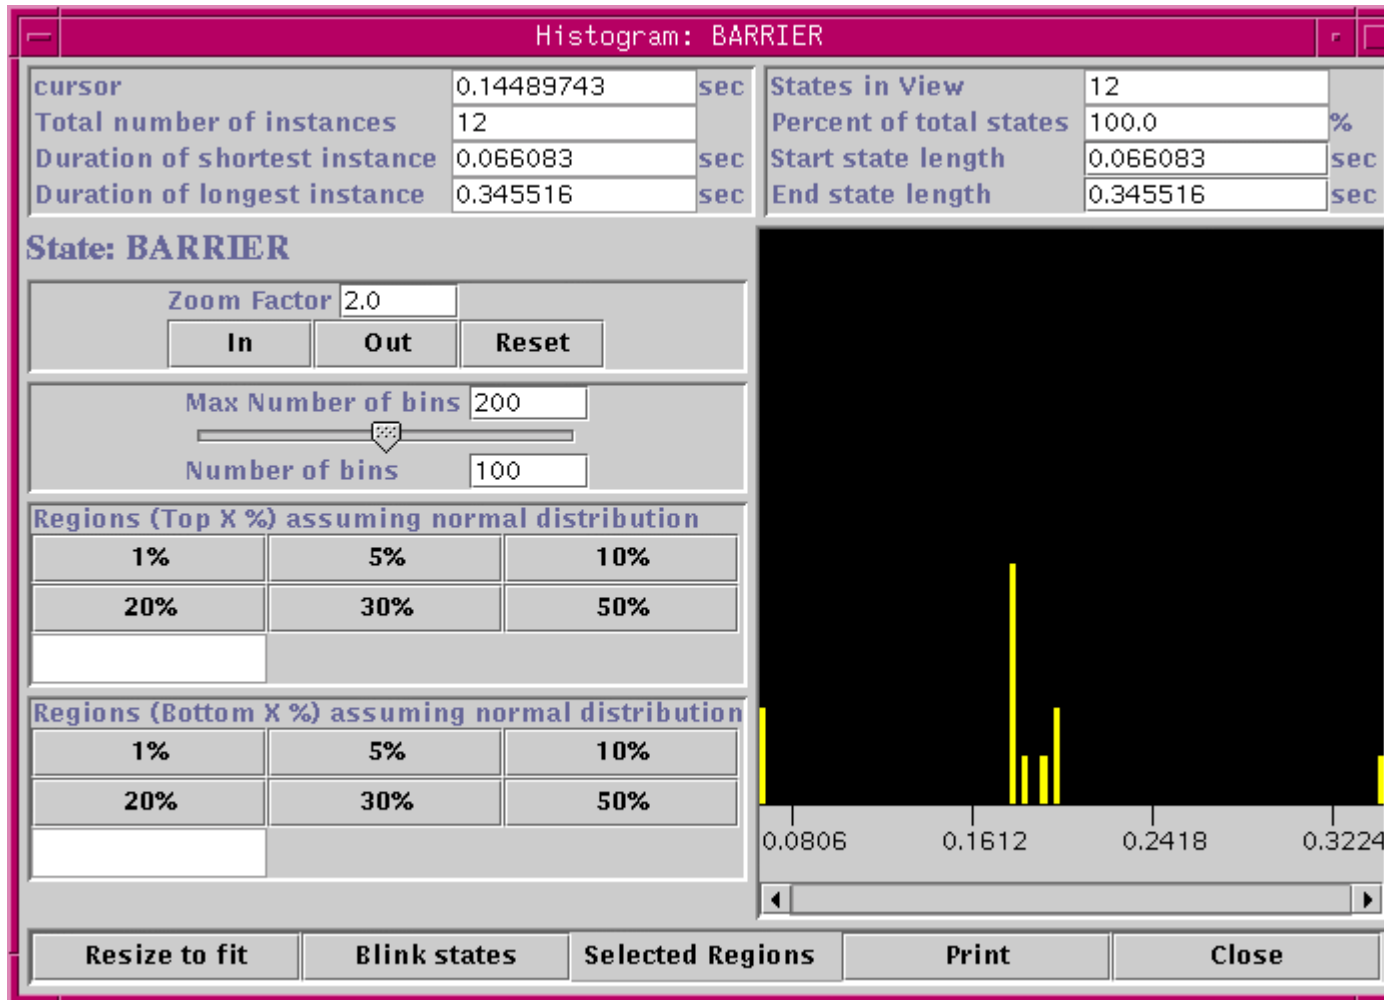 Histogram: BARRIER
cursor 0.14489743 sec
Total number of instances 12
Duration of shortest instance 0.066083 sec
Duration of longest instance 0.345516 sec
States in View 12
Percent of total states 100.0 %
Start state length 0.066083 sec
End state length 0.345516 sec
State: BARRIER
Zoom Factor 2.0
In Out Reset
Max Number of bins 200
Number of bins 100
Regions (Top X %) assuming normal distribution
1% 5% 10%
20% 30% 50%
Regions (Bottom X %) assuming normal distribution
1% 5% 10%
20% 30% 50%
0.0806 0.1612 0.2418 0.3224
Resize to fit Blink states Selected Regions Print Close